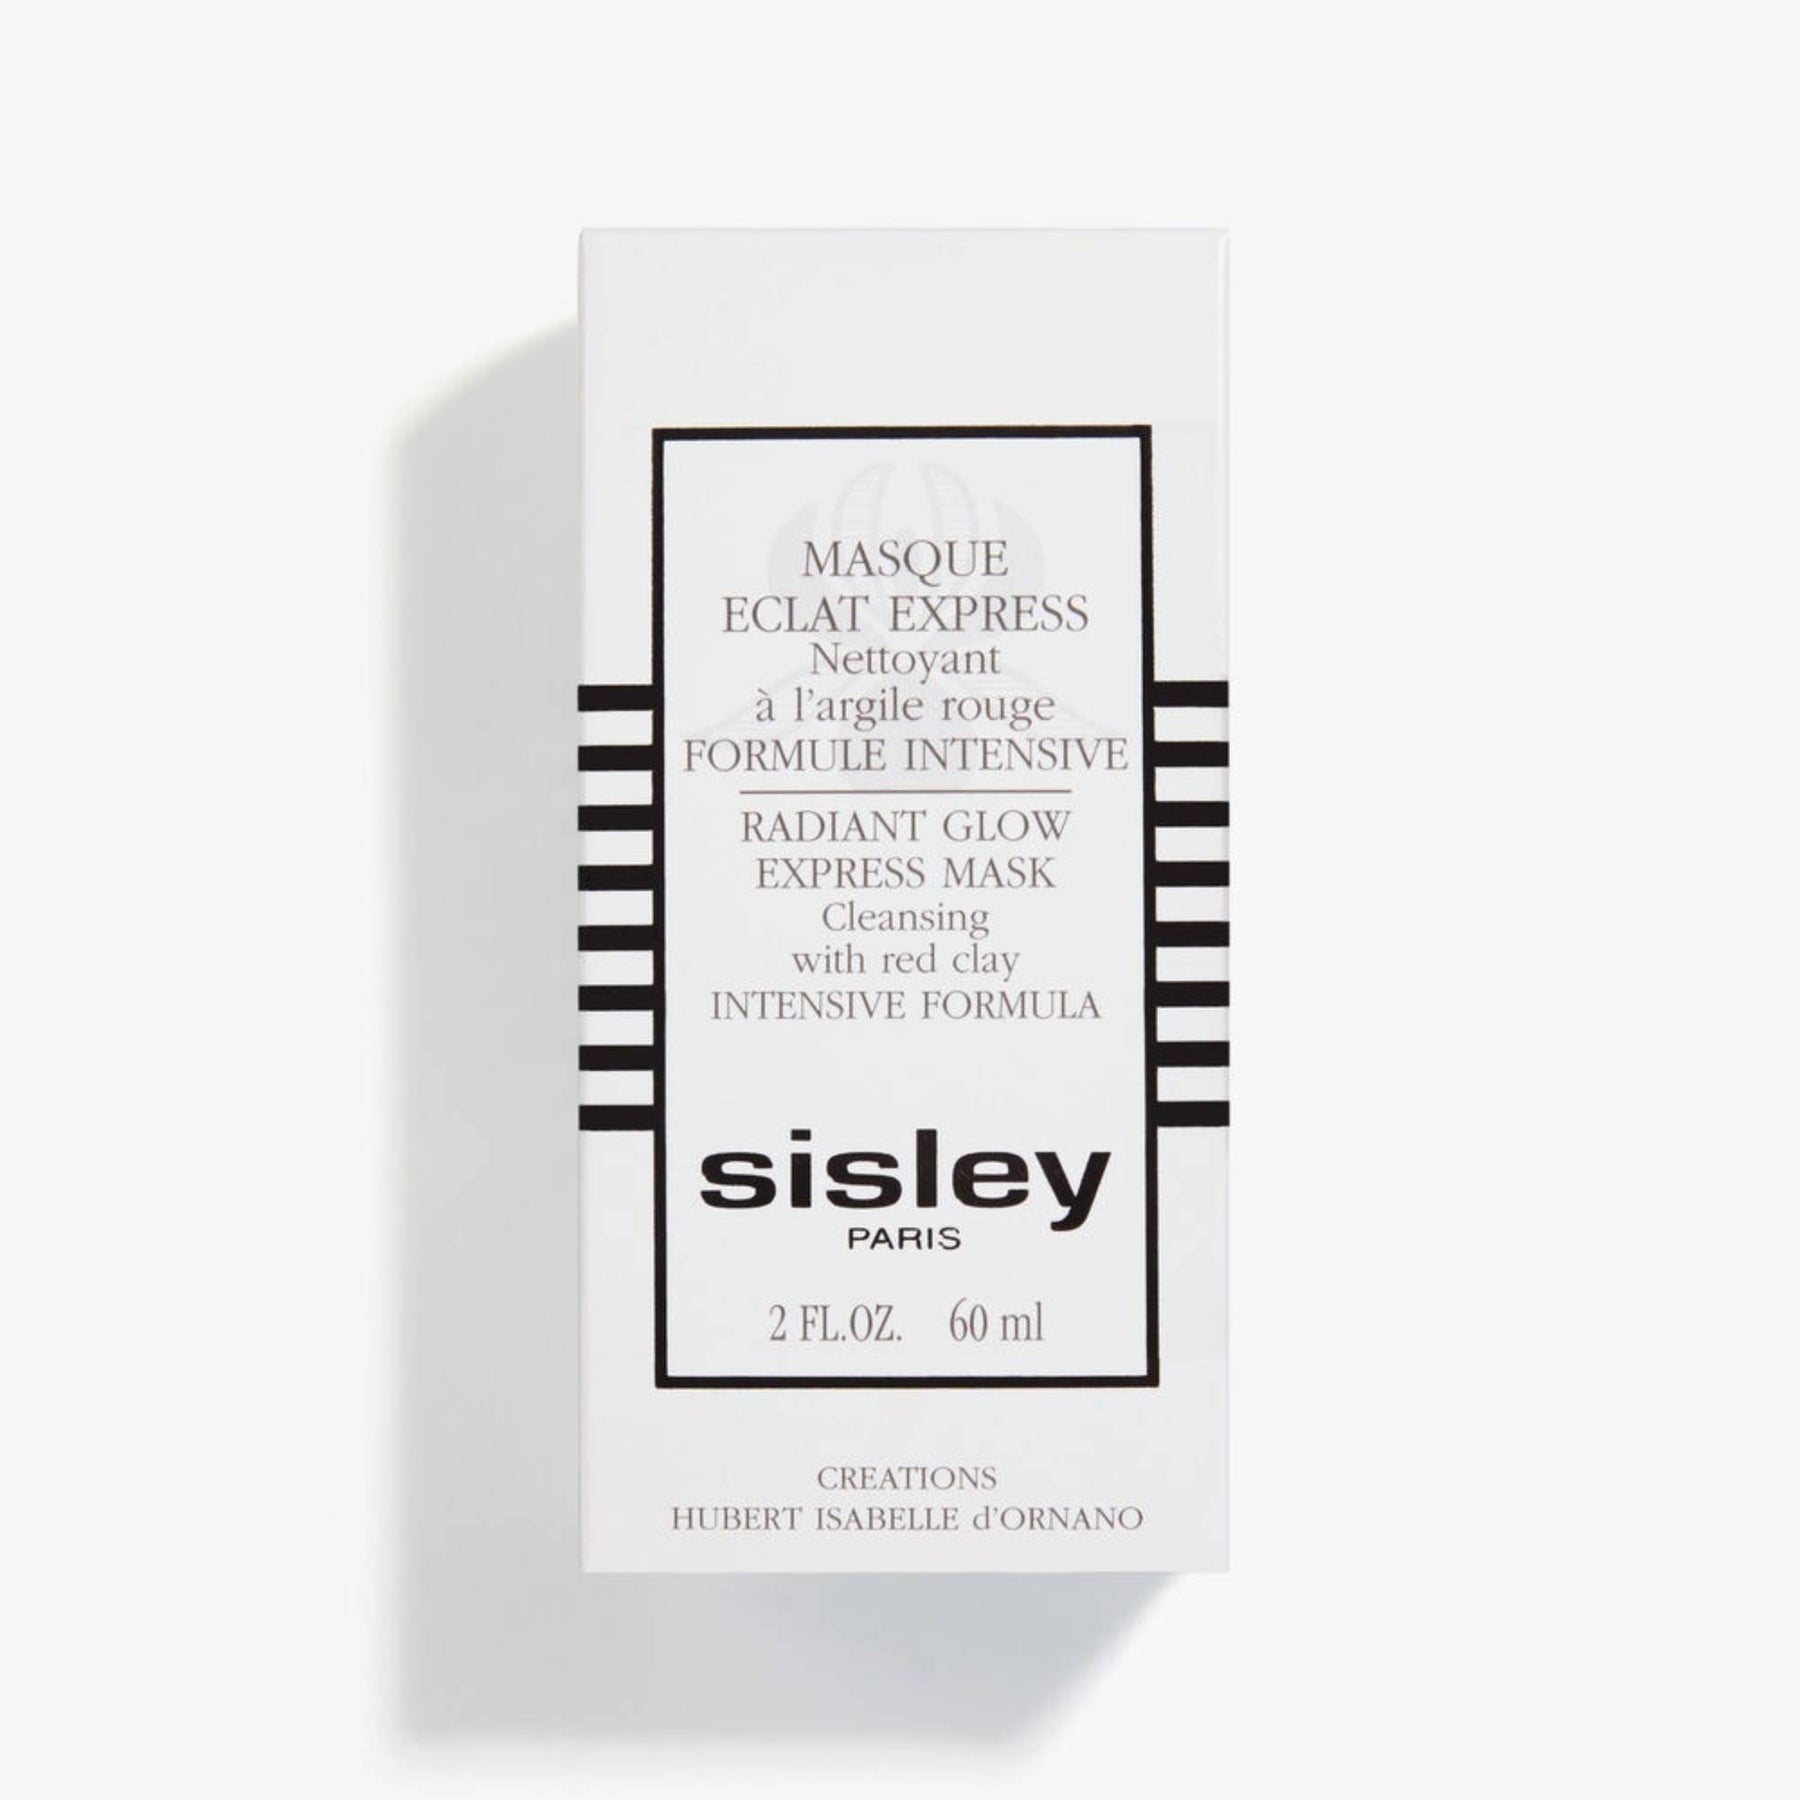 MASQUE
ECLAT EXPRESS
Nettoyant
à l'argile rouge
FORMULE INTENSIVE
RADIANT GLOW
EXPRESS MASK
Cleansing
with red clay
INTENSIVE FORMULA
sisley
PARIS
2 FL.OZ. 60 ml
CREATIONS
HUBERT ISABELLE d'ORNANO